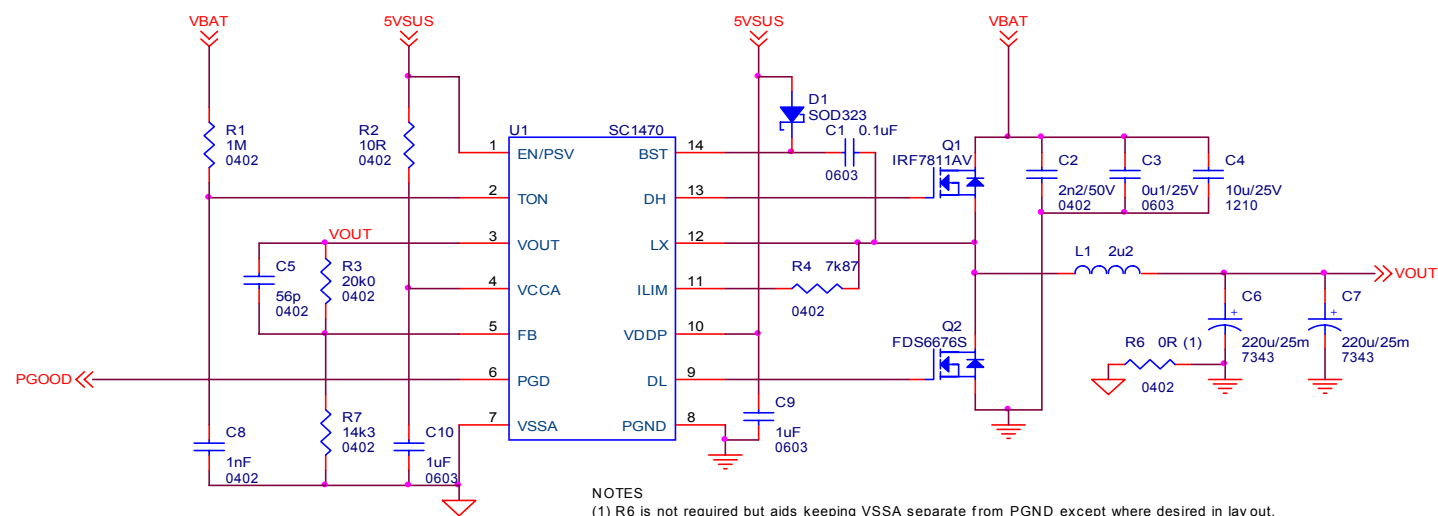 VBAT
5VSUS
5VSUS
VBAT
R1
1M
0402
R2
10R
0402
D1
SOD323
C1 0.1uF
0603
U1 SC1470
1 EN/PSV
2 TON
3 VOUT
4 VCCA
5 FB
6 PGD
7 VSSA
BST 14
DH 13
LX 12
ILIM 11
VDDP 10
DL 9
PGND 8
Q1
IRF7811AV
C2
2n2/50V
0402
C3
0u1/25V
0603
C4
10u/25V
1210
VOUT
C5
56p
0402
R3
20k0
0402
R4 7k87
0402
L1 2u2
VOUT
Q2
FDS6676S
C6
220u/25m
7343
C7
220u/25m
7343
R6 0R (1)
0402
PGOOD
C8
1nF
0402
R7
14k3
0402
C10
1uF
0603
C9
1uF
0603
NOTES
(1) R6 is not required but aids keeping VSSA separate from PGND except where desired in layout.